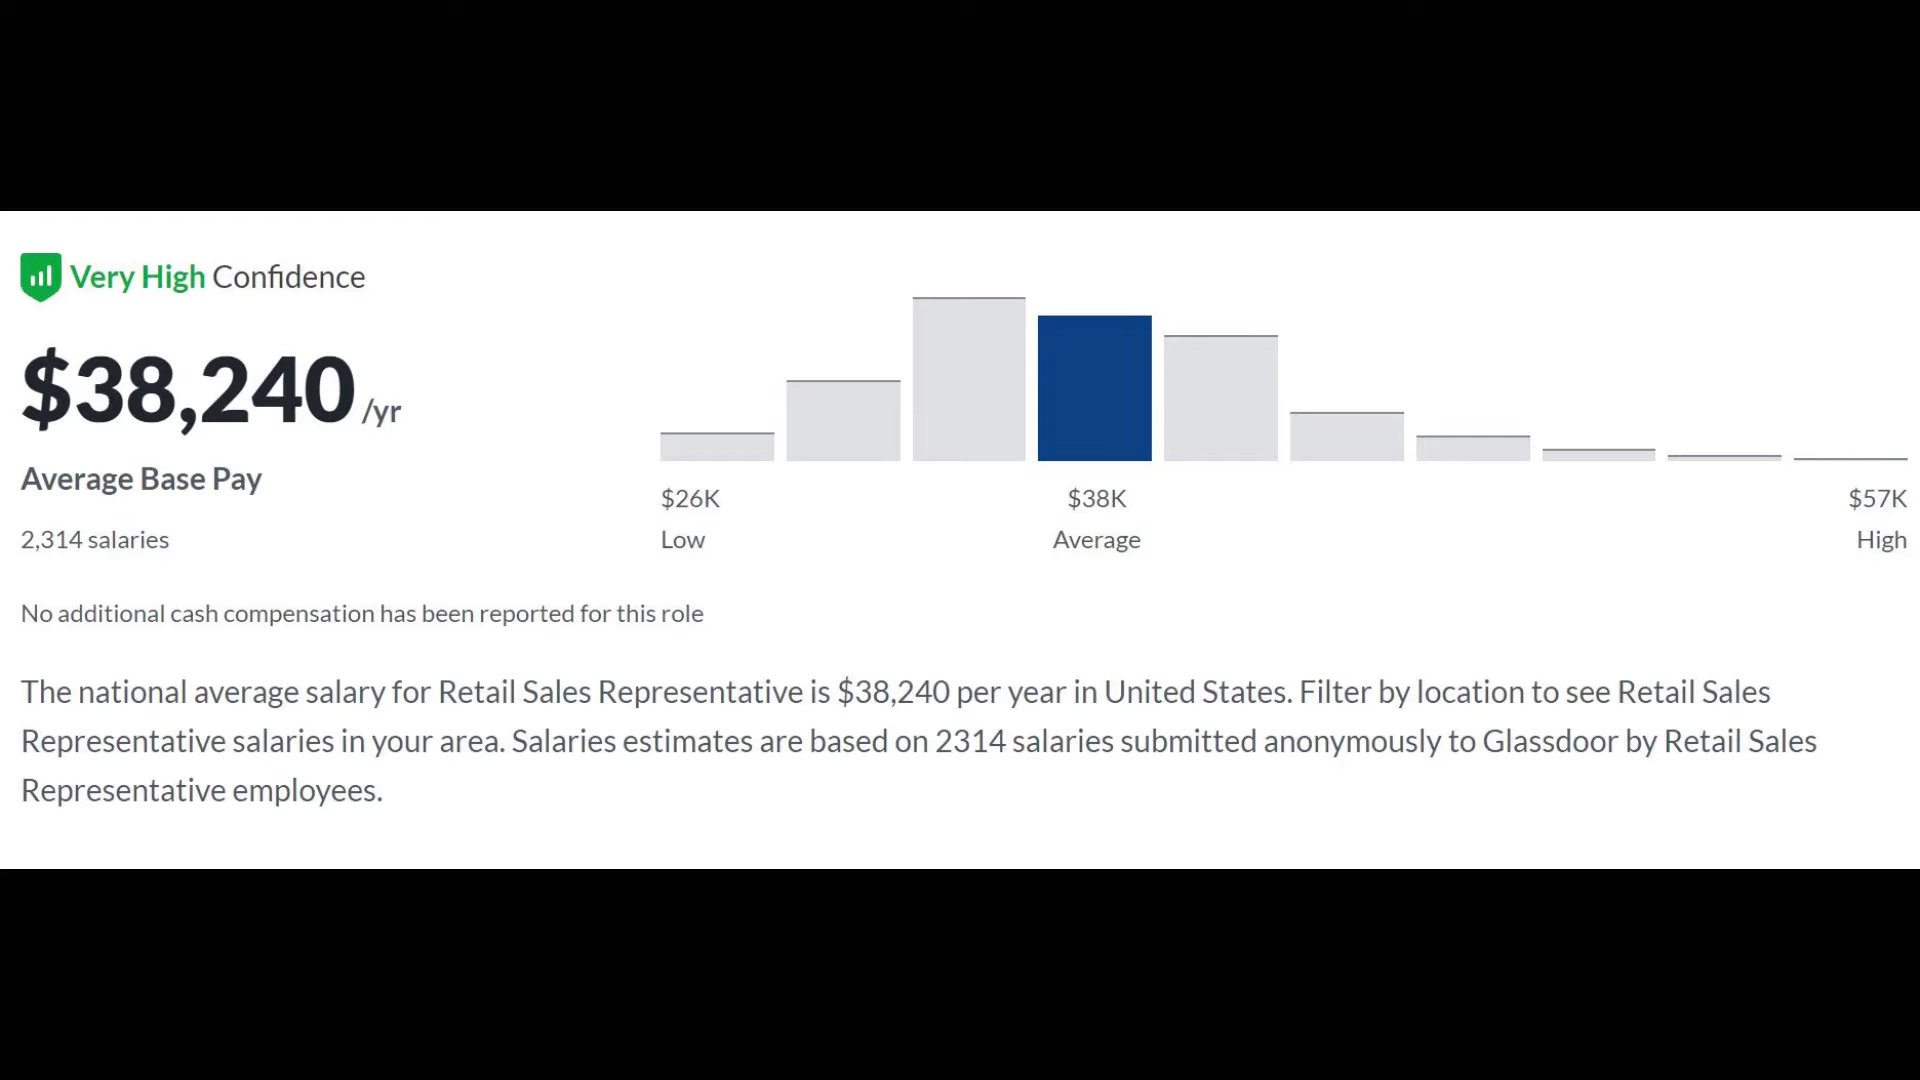 Very High Confidence
$38,240 /yr
Average Base Pay
2,314 salaries
$26K
Low
$38K
Average
$57K
High
No additional cash compensation has been reported for this role
The national average salary for Retail Sales Representative is $38,240 per year in United States. Filter by location to see Retail Sales
Representative salaries in your area. Salaries estimates are based on 2314 salaries submitted anonymously to Glassdoor by Retail Sales
Representative employees.